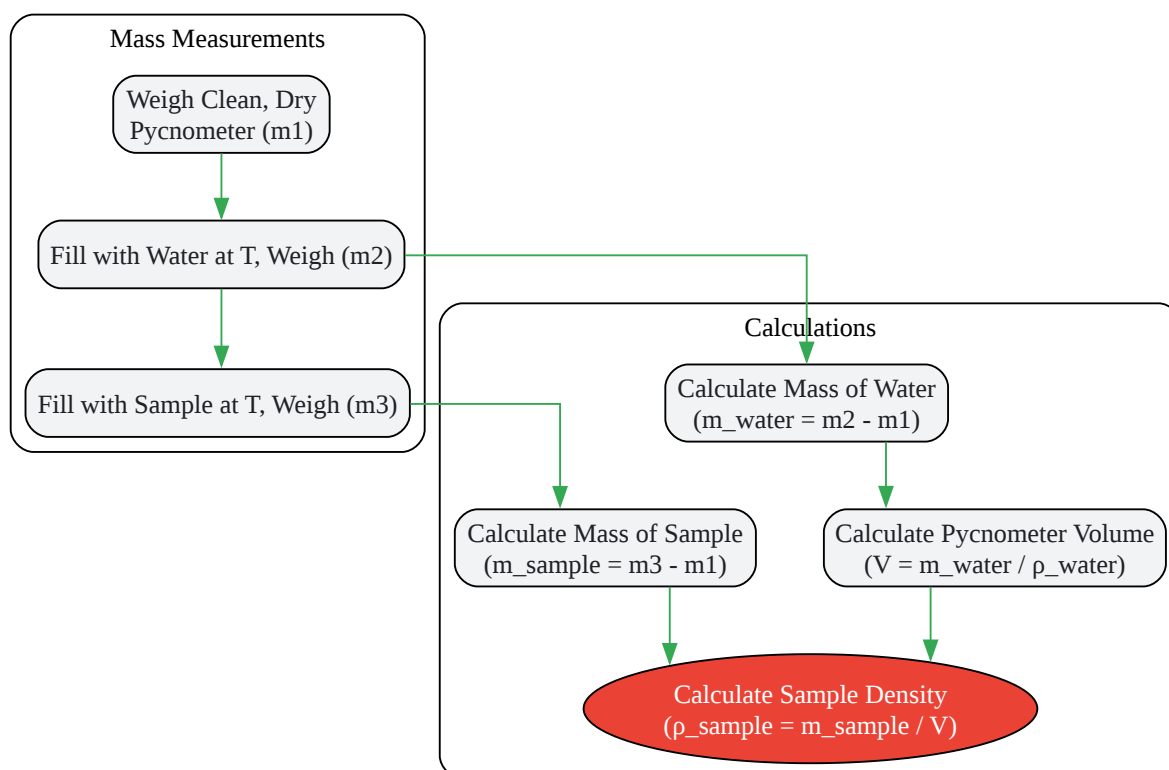 Mass Measurements
Weigh Clean, Dry
Pycnometer (m1)
Fill with Water at T, Weigh (m2)
Fill with Sample at T, Weigh (m3)
Calculations
Calculate Mass of Water
(m_water = m2 - m1)
Calculate Mass of Sample
(m_sample = m3 - m1)
Calculate Pycnometer Volume
(V = m_water / ρ_water)
Calculate Sample Density
(ρ_sample = m_sample / V)